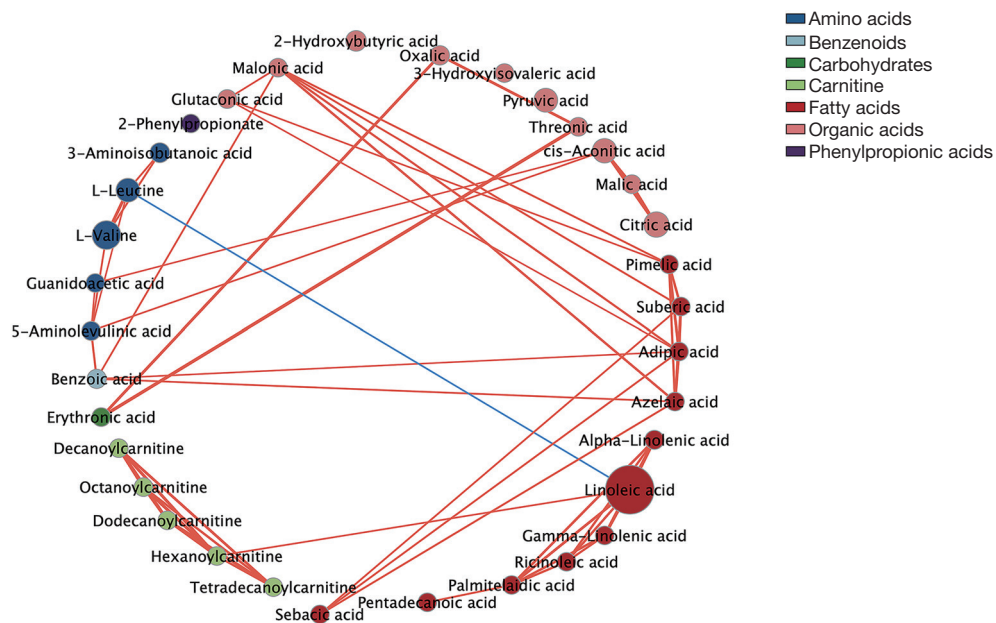 2-Hydroxybutyric acid
Oxalic acid
Malonic acid
3-Hydroxyisovaleric acid
Glutaconic acid
Pyruvic acid
2-Phenylpropionate
Threonic acid
3-Aminoisobutanoic acid
cis-Aconitic acid
L-Leucine
Malic acid
L-Valine
Citric acid
Pimelic acid
Guanidoacetic acid
Suberic acid
5-Aminolevulinic acid
Adipic acid
Benzoic acid
Azelaic acid
Erythronic acid
Alpha-Linolenic acid
Decanoylcarnitine
Octanoylcarnitine
Linoleic acid
Dodecanoylcarnitine
Gamma-Linolenic acid
Hexanoylcarnitine
Ricinoleic acid
Tetradecanoylcarnitine
Palmitelaidic acid
Pentadecanoic acid
Sebacic acid
Amino acids
Benzenoids
Carbohydrates
Carnitine
Fatty acids
Organic acids
Phenylpropionic acids